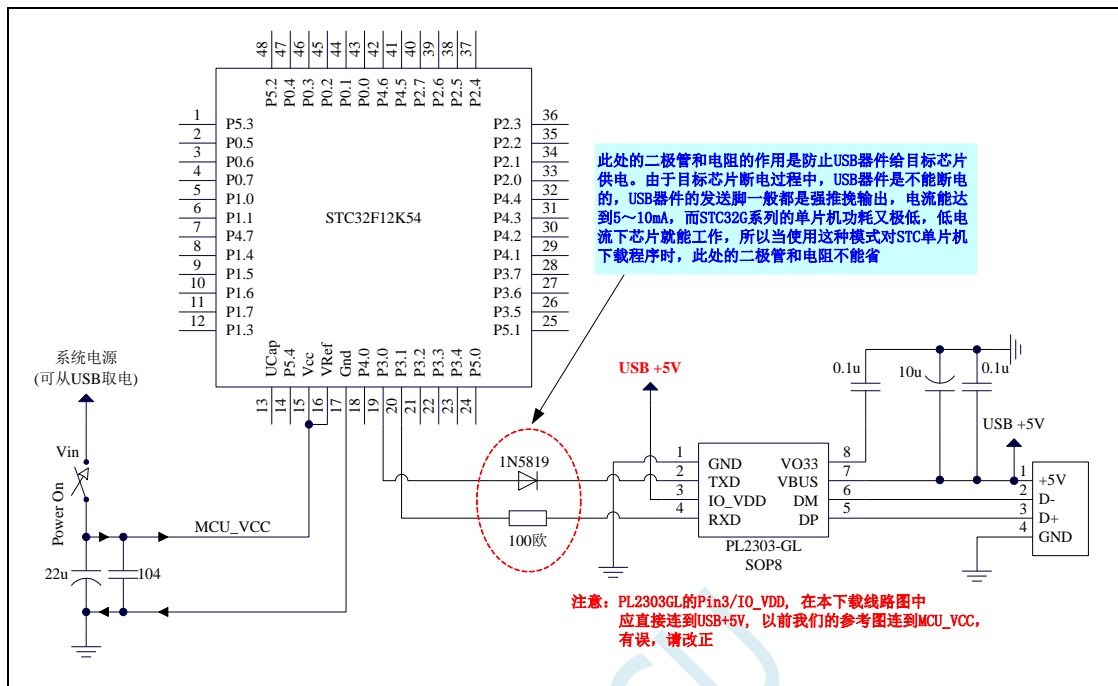 48 47 46 45 44 43 42 41 40 39 38 37
P5.2 P0.4 P0.3 P0.2 P0.1 P0.0 P4.6 P4.5 P2.7 P2.6 P2.5 P2.4
1 P5.3
2 P0.5
3 P0.6
4 P0.7
5 P1.0
6 P1.1
7 P4.7
8 P1.4
9 P1.5
10 P1.6
11 P1.7
12 P1.3
STC32F12K54
P2.3 36
P2.2 35
P2.1 34
P2.0 33
P4.4 32
P4.3 31
P4.2 30
P4.1 29
P3.7 28
P3.6 27
P3.5 26
P5.1 25
UCap P5.4 Vcc VRef Gnd P4.0 P3.0 P3.1 P3.2 P3.3 P3.4 P5.0
13 14 15 16 17 18 19 20 21 22 23 24
此处的二极管和电阻的作用是防止USB器件给目标芯片
供电。由于目标芯片断电过程中，USB器件是不能断电
的，USB器件的发送脚一般都是强推挽输出，电流能
达到5～10mA，而STC32G系列的单片机功耗又极低，低电
流下芯片就能工作，所以当使用这种模式对STC单片机
下载程序时，此处的二极管和电阻不能省
系统电源
(可从USB取电)
Vin
Power On
MCU_VCC
22u
104
1N5819
100欧
USB +5V
0.1u
10u
0.1u
USB +5V
1 GND
2 TXD
3 IO_VDD
4 RXD
VO33 8
VBUS 7
DM 6
DP 5
PL2303-GL
SOP8
1 +5V
2 D-
3 D+
4 GND
注意：PL2303GL的Pin3/IO_VDD, 在本下载线路图中
应直接连到USB+5V, 以前我们的参考图连到MCU_VCC,
有误，请改正